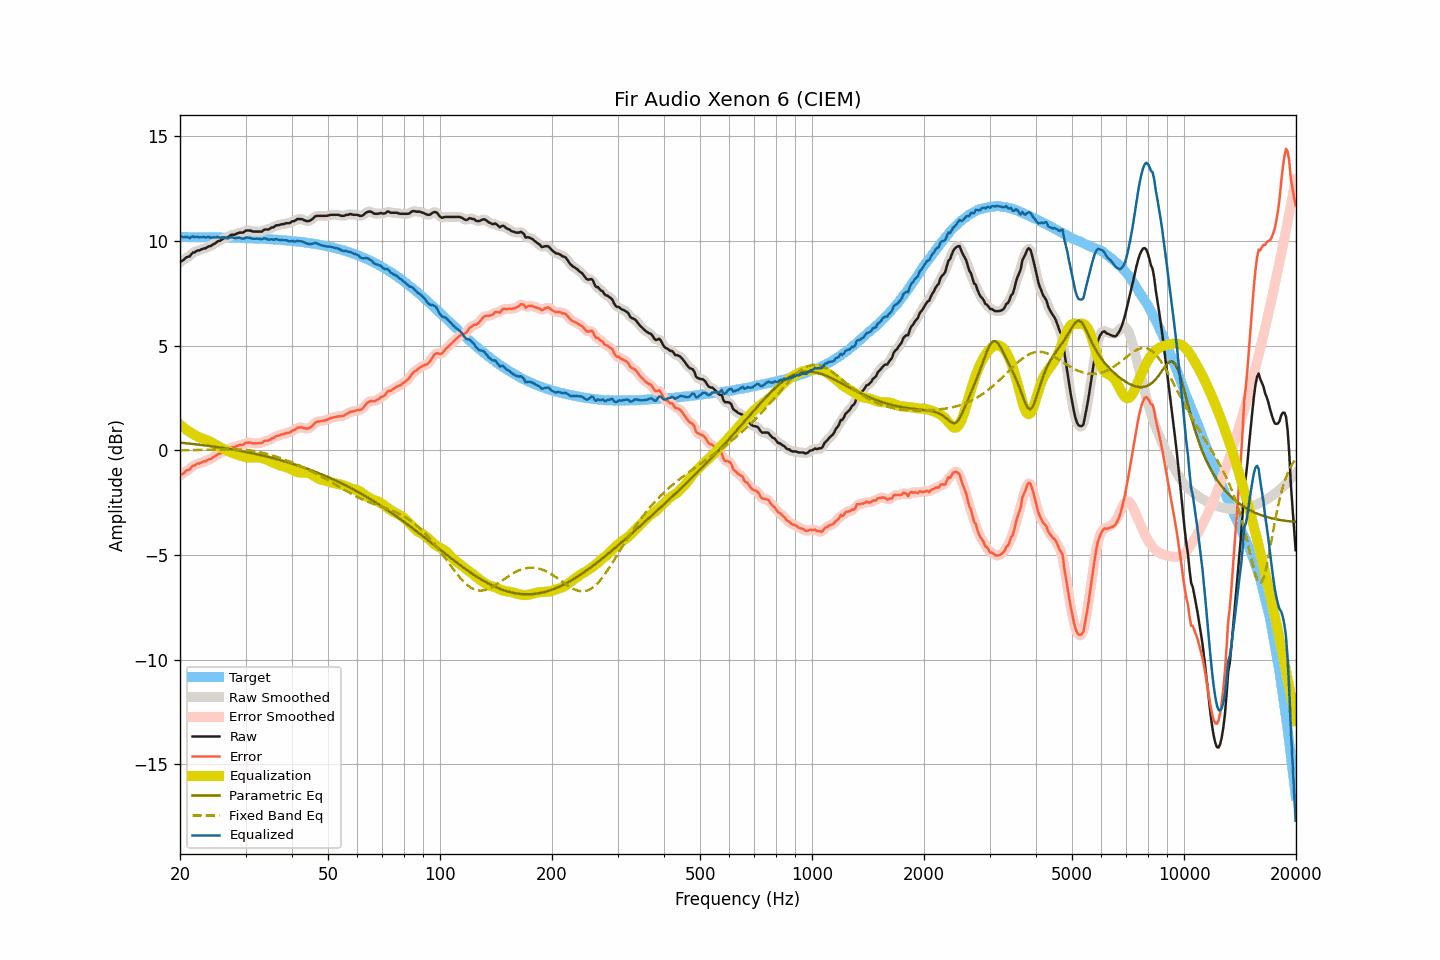 Fir Audio Xenon 6 (CIEM)
15
10
5
0
−5
−10
−15
Amplitude (dBr)
Target
Raw Smoothed
Error Smoothed
Raw
Error
Equalization
Parametric Eq
Fixed Band Eq
Equalized
20 50 100 200 500 1000 2000 5000 10000 20000
Frequency (Hz)